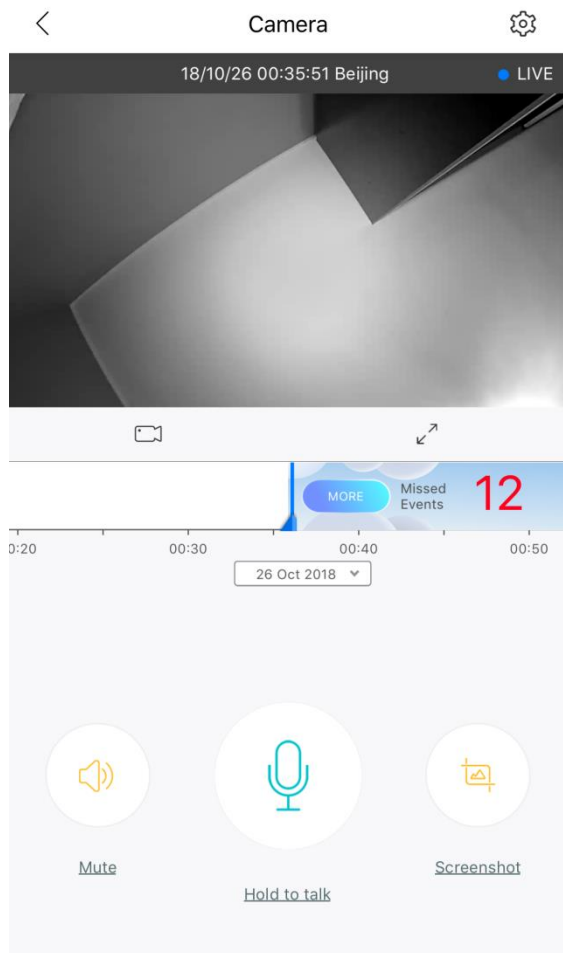 Camera
18/10/26 00:35:51 Beijing LIVE
MORE Missed Events 12
0:20 00:30 00:40 00:50
26 Oct 2018
Mute Hold to talk Screenshot